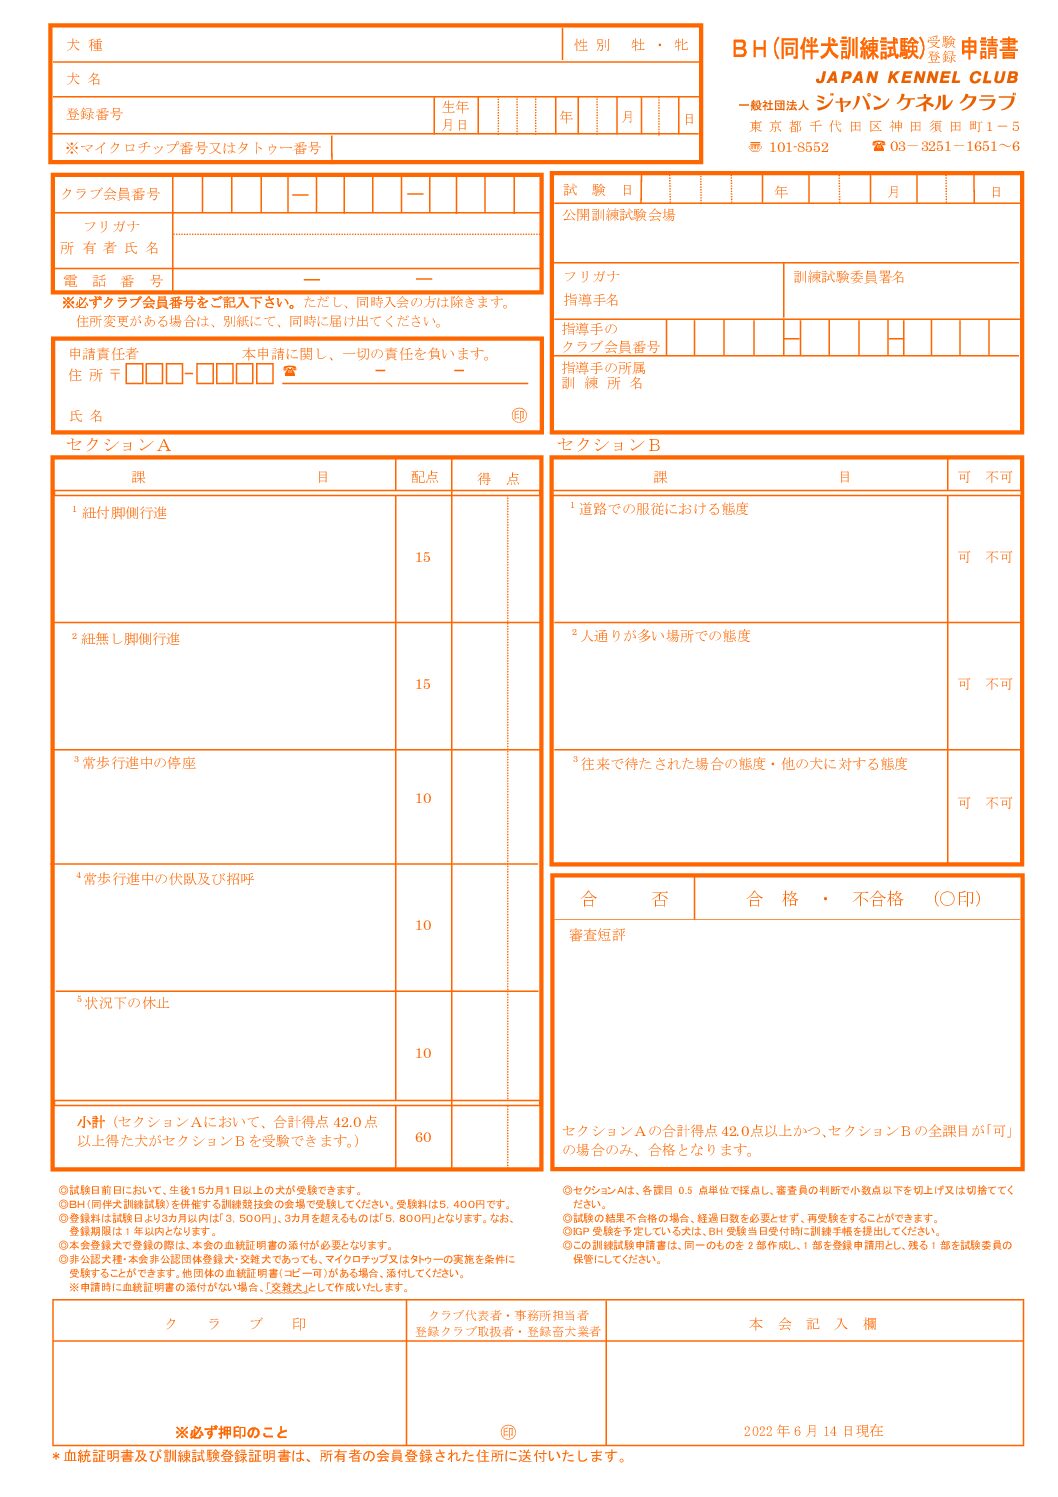 犬 種
性 別　牡 ・ 牝
犬 名
登録番号
生年
月日
年
月
日
※マイクロチップ番号又はタトゥー番号
ＢＨ(同伴犬訓練試験)受験
登録 申請書
JAPAN KENNEL CLUB
一般社団法人 ジャパン ケネル クラブ
東京都千代田区神田須田町1－5
〠 101-8552　☎ 03－3251－1651～6
クラブ会員番号
フリガナ
所有者氏名
電 話 番 号
※必ずクラブ会員番号をご記入下さい。ただし、同時入会の方は除きます。
住所変更がある場合は、別紙にて、同時に届け出てください。
申請責任者　本申請に関し、一切の責任を負います。
住 所 〒□□□-□□□□ ☎　－　－
氏 名
㊞
試 験 日
年
月
日
公開訓練試験会場
フリガナ
指導手名
訓練試験委員署名
指導手の
クラブ会員番号
指導手の所属
訓 練 所 名
セクションＡ
課　目
配点
得 点
1 紐付脚側行進
15
2 紐無し脚側行進
15
3 常歩行進中の停座
10
4 常歩行進中の伏臥及び招呼
10
5 状況下の休止
10
小計（セクションＡにおいて、合計得点 42.0 点
以上得た犬がセクションＢを受験できます。）
60
セクションＢ
課　目
可　不可
1 道路での服従における態度
可　不可
2 人通りが多い場所での態度
可　不可
3 往来で待たされた場合の態度・他の犬に対する態度
可　不可
合　否
合 格 ・ 不合格　（○印）
審査短評
セクションＡの合計得点 42.0点以上かつ、セクションＢの全課目が「可」
の場合のみ、合格となります。
◎試験日前日において、生後15カ月1日以上の犬が受験できます。
◎BH(同伴犬訓練試験)を併催する訓練競技会の会場で受験してください。受験料は5,400円です。
◎登録料は試験日より3カ月以内は「3,500円」、3カ月を超えるものは「5,800円」となります。なお、
登録期限は１年以内となります。
◎本会登録犬で登録の際は、本会の血統証明書の添付が必要となります。
◎非公認犬種・本会非公認団体登録犬・交雑犬であっても、マイクロチップ又はタトゥーの実施を条件に
受験することができます。他団体の血統証明書(コピー可)がある場合、添付してください。
※申請時に血統証明書の添付がない場合、「交雑犬」として作成いたします。
◎セクションAは、各課目 0.5 点単位で採点し、審査員の判断で小数点以下を切上げ又は切捨ててく
ださい。
◎試験の結果不合格の場合、経過日数を必要とせず、再受験をすることができます。
◎IGP 受験を予定している犬は、BH 受験当日受付時に訓練手帳を提出してください。
◎この訓練試験申請書は、同一のものを 2 部作成し、1 部を登録申請用とし、残る 1 部を試験委員の
保管にしてください。
ク ラ ブ 印
クラブ代表者・事務所担当者
登録クラブ取扱者・登録畜犬業者
本 会 記 入 欄
※必ず押印のこと
㊞
2022 年 6 月 14 日現在
＊血統証明書及び訓練試験登録証明書は、所有者の会員登録された住所に送付いたします。